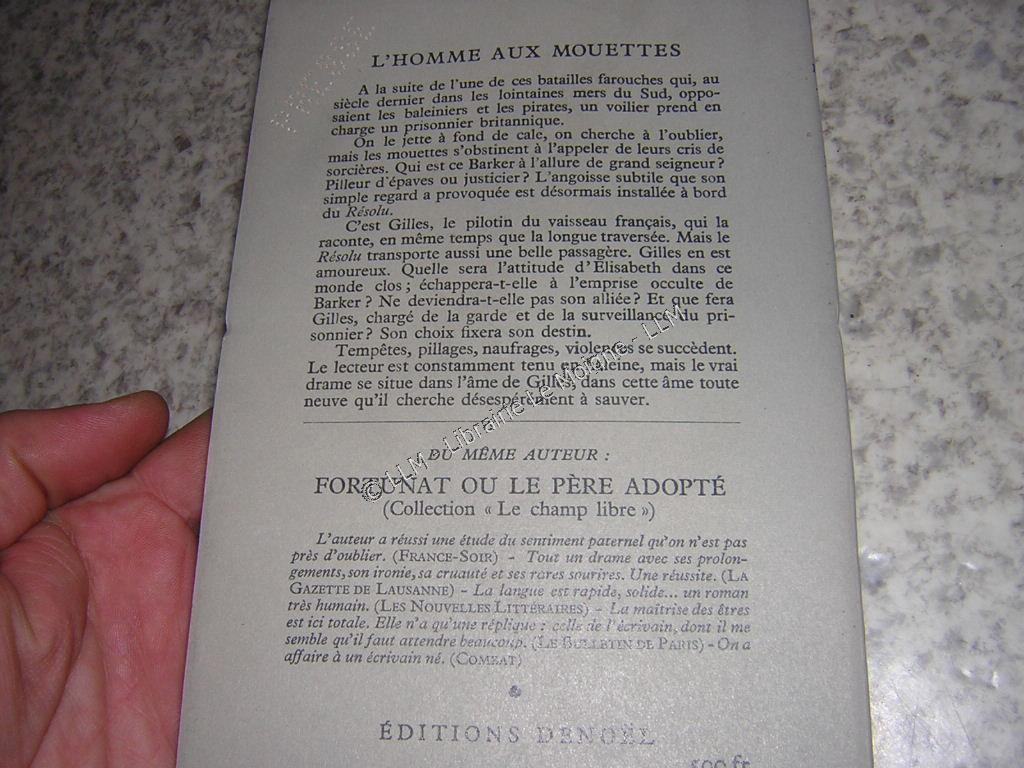 L'HOMME AUX MOUETTES
A la suite de l'une de ces batailles farouches qui, au
siècle dernier dans les lointaines mers du Sud, oppo-
saient les baleiniers et les pirates, un voilier prend en
charge un prisonnier britannique.
On le jette à fond de cale, on cherche à l'oublier,
mais les mouettes s'obstinent à l'appeler de leurs cris de
sorcières. Qui est ce Barker à l'allure de grand seigneur?
Pilleur d'épaves ou justicier? L'angoisse subtile que son
simple regard a provoquée est désormais installée à bord
du Résolu.
C'est Gilles, le pilotin du vaisseau français, qui la
raconte, en même temps que la longue traversée. Mais le
Résolu transporte aussi une belle passagère. Gilles en est
amoureux. Quelle sera l'attitude d'Elisabeth dans ce
monde clos; échappera-t-elle à l'emprise occulte de
Barker? Ne deviendra-t-elle pas son alliée? Et que fera
Gilles, chargé de la garde et de la surveillance du pri-
sonnier? Son choix fixera son destin.
Tempêtes, pillages, naufrages, violences se succèdent.
Le lecteur est constamment tenu en haleine, mais le vrai
drame se situe dans l'âme de Gilles, dans cette âme toute
neuve qu'il cherche désespérément à sauver.
DU MÊME AUTEUR :
FORTUNAT OU LE PÈRE ADOPTÉ
(Collection « Le champ libre »)
L'auteur a réussi une étude du sentiment paternel qu'on n'est pas
près d'oublier. (FRANCE-SOIR) - Tout un drame avec ses prolon-
gements, son ironie, sa cruauté et ses rares sourires. Une réussite. (LA
GAZETTE DE LAUSANNE) - La langue est rapide, solide... un roman
très humain. (LES NOUVELLES LITTÉRAIRES) - La maîtrise des êtres
est ici totale. Elle n'a qu'une réplique : celle de l'écrivain, dont il me
semble qu'il faut attendre beaucoup. (LE BULLETIN DE PARIS) - On a
affaire à un écrivain né. (COMBAT)
ÉDITIONS DENOËL
500 fr
© LLM - Librairie Le Moigne - LLM